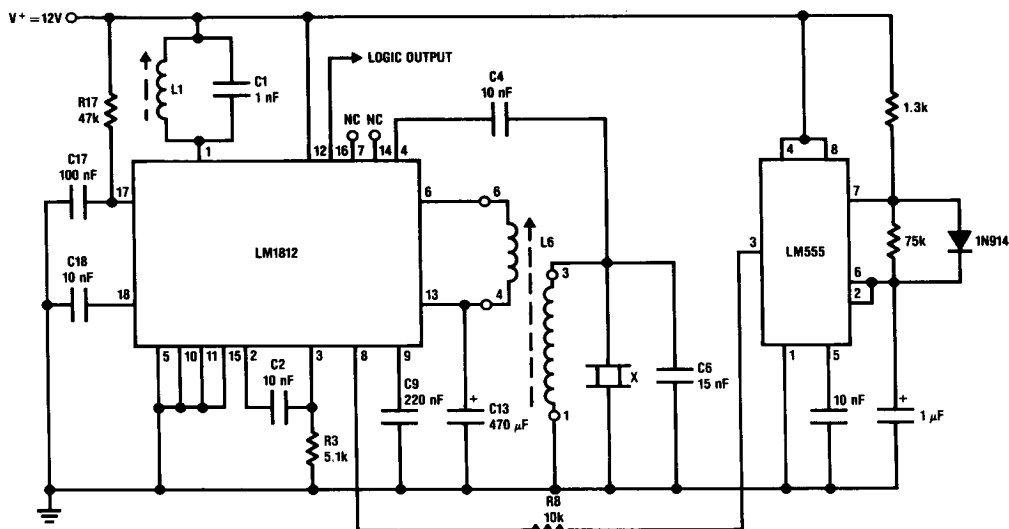 V+ = 12V
LOGIC OUTPUT
L1
C1
1 nF
R17
47k
C4
10 nF
NC NC
1.3k
1
12 16 7 14 4
4 8
C17
100 nF
17
6
6
7
LM1812
L6
3
3
LM555
75k
1N914
C18
10 nF
18
13
4
6
2
5 10 11 15 2
3
8
9
1
5
C2
10 nF
C9
220 nF
+
C13
470 µF
X
C6
15 nF
10 nF
+
1 µF
1
R3
5.1k
R8
10k